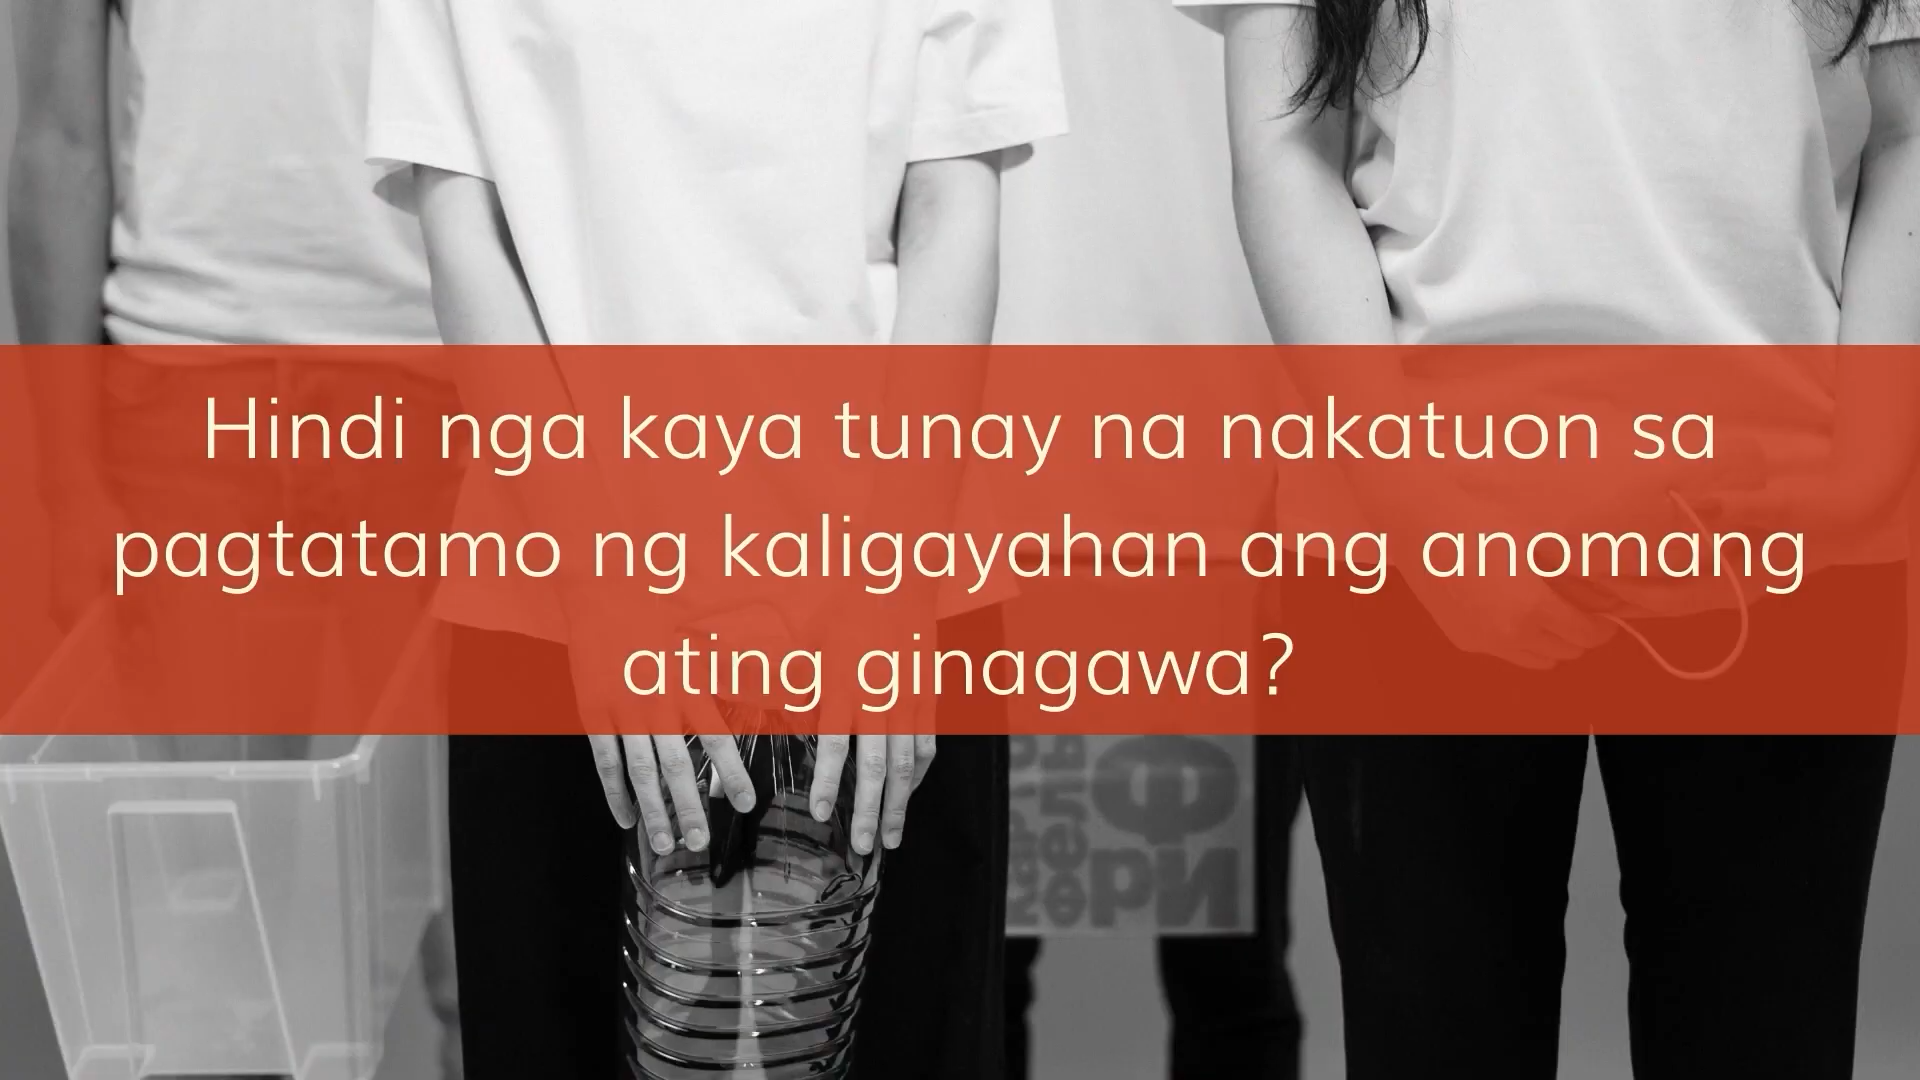 Hindi nga kaya tunay na nakatuon sa
pagtatamo ng kaligayahan ang anomang
ating ginagawa?